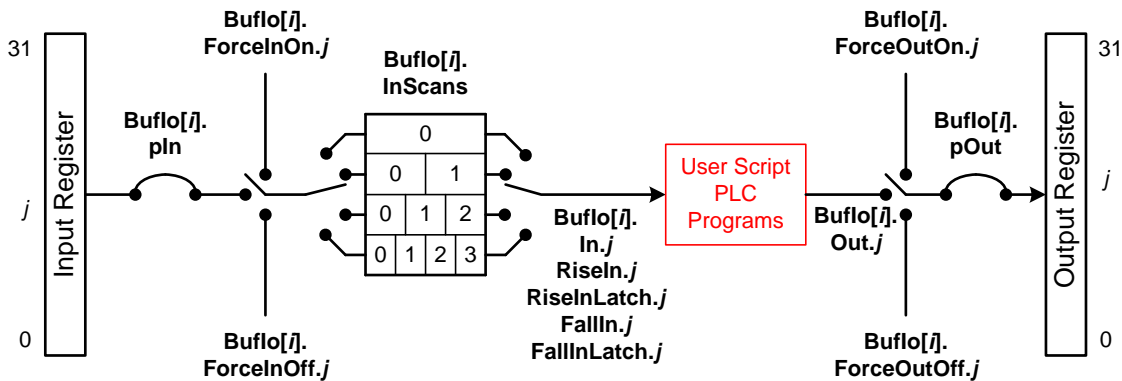 31
j
0
Input Register
BufIo[i].
pIn
BufIo[i].
ForceInOn.j
BufIo[i].
ForceInOff.j
BufIo[i].
InScans
0
0 1
0 1 2
0 1 2 3
BufIo[i].
In.j
RiseIn.j
RiseInLatch.j
FallIn.j
FallInLatch.j
User Script
PLC
Programs
BufIo[i].
Out.j
BufIo[i].
ForceOutOn.j
BufIo[i].
ForceOutOff.j
BufIo[i].
pOut
Output Register
31
j
0